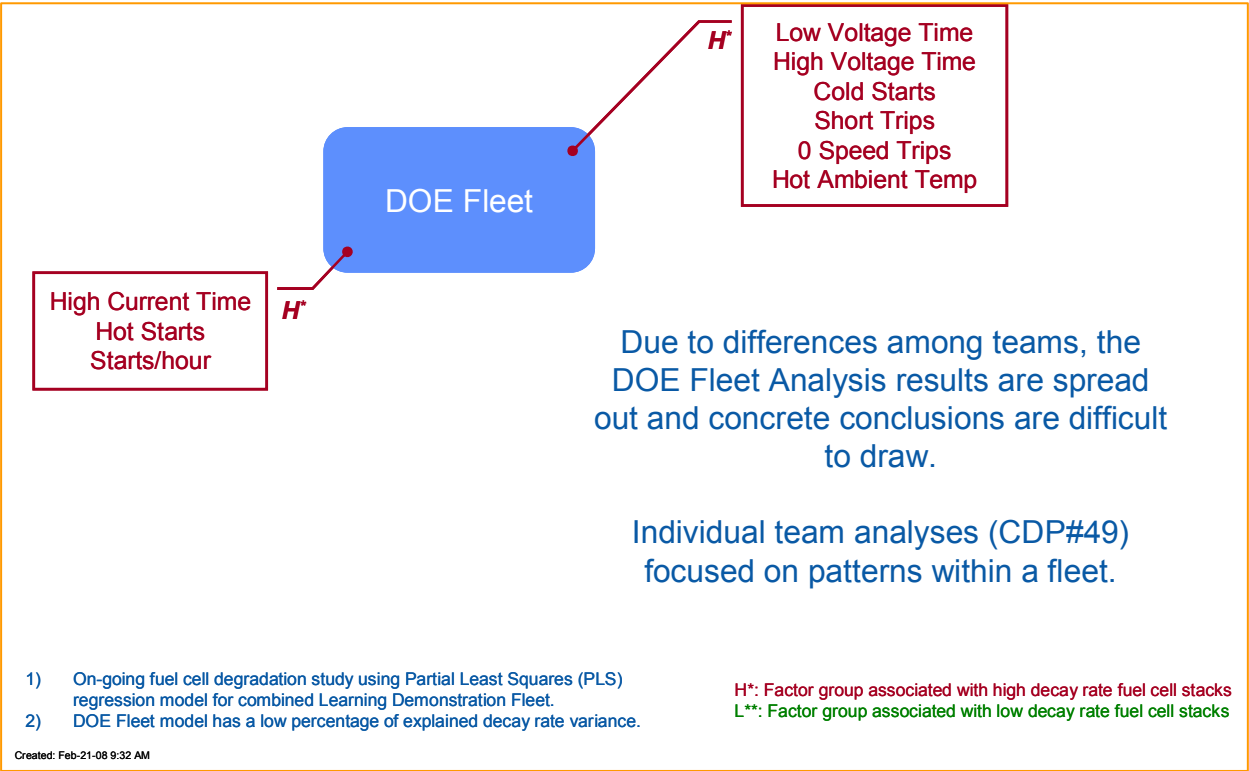 H*
Low Voltage Time
High Voltage Time
Cold Starts
Short Trips
0 Speed Trips
Hot Ambient Temp
DOE Fleet
High Current Time
Hot Starts
Starts/hour
H*
Due to differences among teams, the
DOE Fleet Analysis results are spread
out and concrete conclusions are difficult
to draw.
Individual team analyses (CDP#49)
focused on patterns within a fleet.
1) On-going fuel cell degradation study using Partial Least Squares (PLS)
regression model for combined Learning Demonstration Fleet.
2) DOE Fleet model has a low percentage of explained decay rate variance.
H*: Factor group associated with high decay rate fuel cell stacks
L**: Factor group associated with low decay rate fuel cell stacks
Created: Feb-21-08 9:32 AM